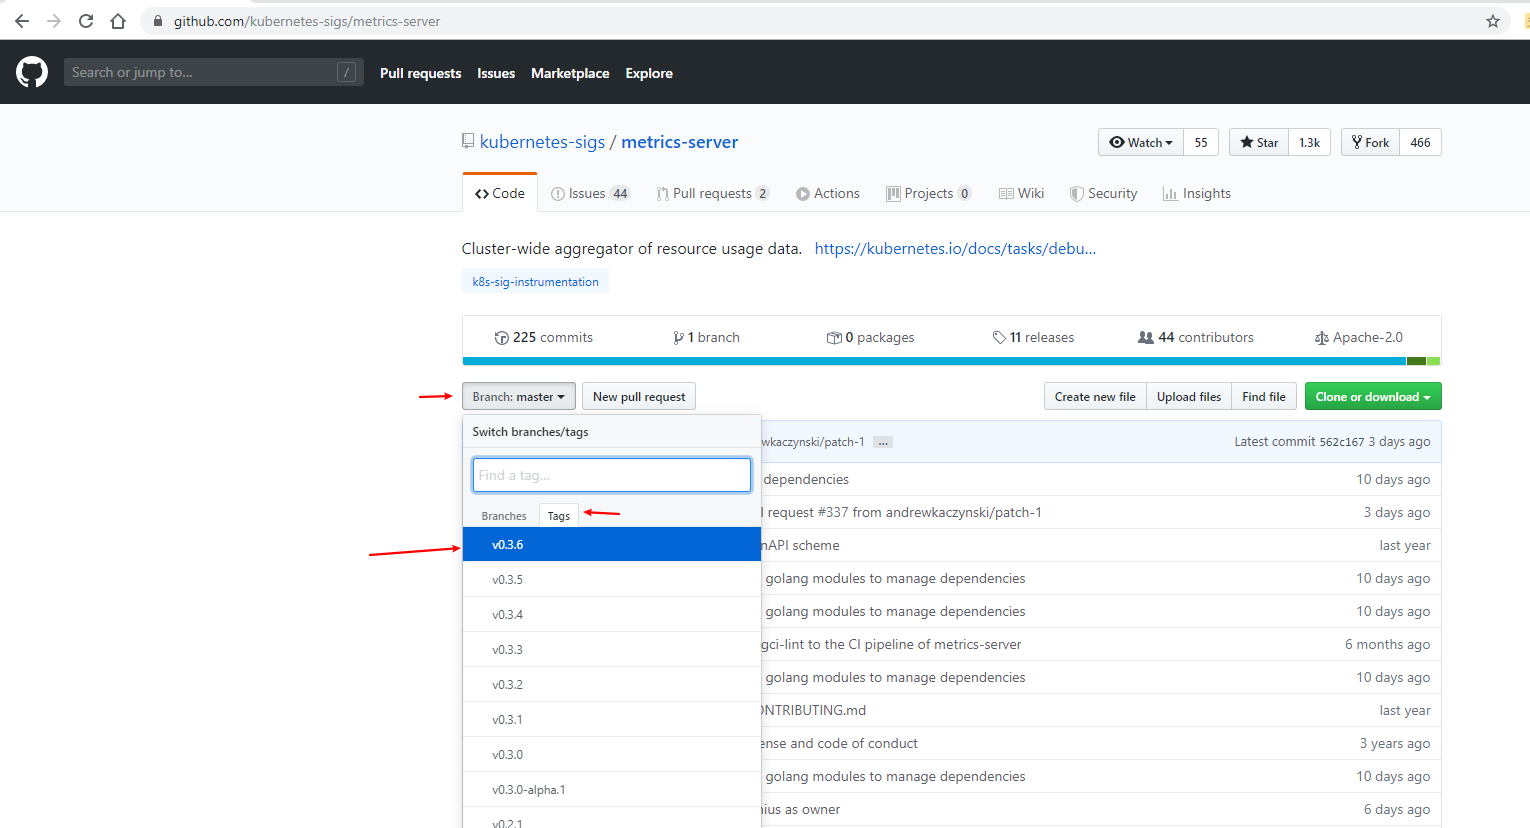 github.com/kubernetes-sigs/metrics-server
Search or jump to... /
Pull requests Issues Marketplace Explore
kubernetes-sigs / metrics-server
Watch 55 Star 1.3k Fork 466
Code Issues 44 Pull requests 2 Actions Projects 0 Wiki Security Insights
Cluster-wide aggregator of resource usage data. https://kubernetes.io/docs/tasks/debu...
k8s-sig-instrumentation
225 commits 1 branch 0 packages 11 releases 44 contributors Apache-2.0
Branch: master New pull request Create new file Upload files Find file Clone or download
Switch branches/tags
Find a tag...
Branches Tags
v0.3.6
v0.3.5
v0.3.4
v0.3.3
v0.3.2
v0.3.1
v0.3.0
v0.3.0-alpha.1
v0.2.1
wkaczynski/patch-1 ... Latest commit 562c167 3 days ago
dependencies 10 days ago
request #337 from andrewkaczynski/patch-1 3 days ago
nAPI scheme last year
golang modules to manage dependencies 10 days ago
golang modules to manage dependencies 10 days ago
gci-lint to the CI pipeline of metrics-server 6 months ago
golang modules to manage dependencies 10 days ago
ONTRIBUTING.md last year
ense and code of conduct 3 years ago
golang modules to manage dependencies 10 days ago
nius as owner 6 days ago